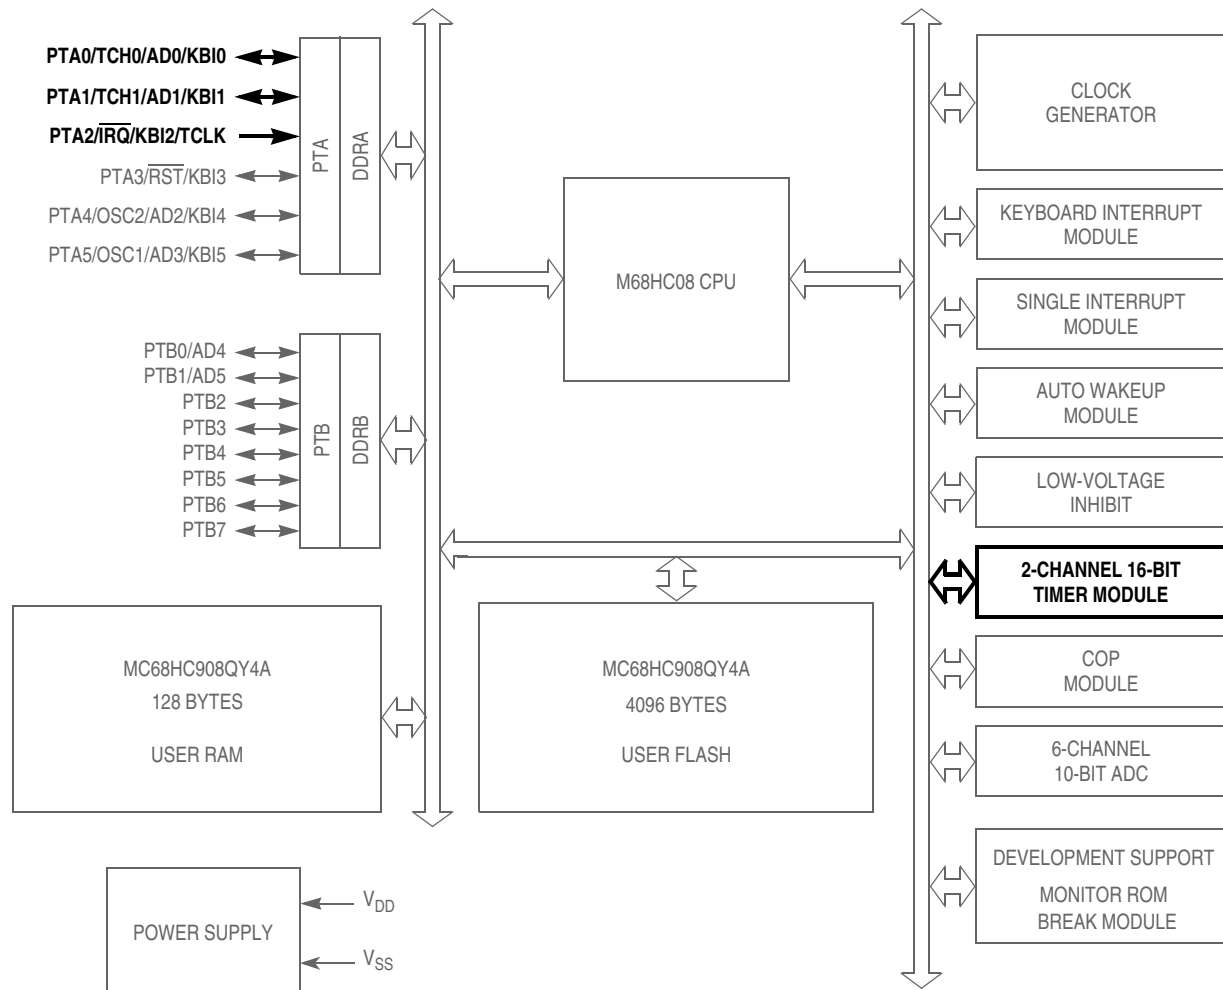 PTA0/TCH0/AD0/KBI0
PTA1/TCH1/AD1/KBI1
PTA2/IRQ/KBI2/TCLK
PTA3/RST/KBI3
PTA4/OSC2/AD2/KBI4
PTA5/OSC1/AD3/KBI5
PTA
DDRA
PTB0/AD4
PTB1/AD5
PTB2
PTB3
PTB4
PTB5
PTB6
PTB7
PTB
DDRB
M68HC08 CPU
CLOCK
GENERATOR
KEYBOARD INTERRUPT
MODULE
SINGLE INTERRUPT
MODULE
AUTO WAKEUP
MODULE
LOW-VOLTAGE
INHIBIT
2-CHANNEL 16-BIT
TIMER MODULE
COP
MODULE
6-CHANNEL
10-BIT ADC
DEVELOPMENT SUPPORT
MONITOR ROM
BREAK MODULE
MC68HC908QY4A
128 BYTES
USER RAM
MC68HC908QY4A
4096 BYTES
USER FLASH
POWER SUPPLY
VDD
VSS